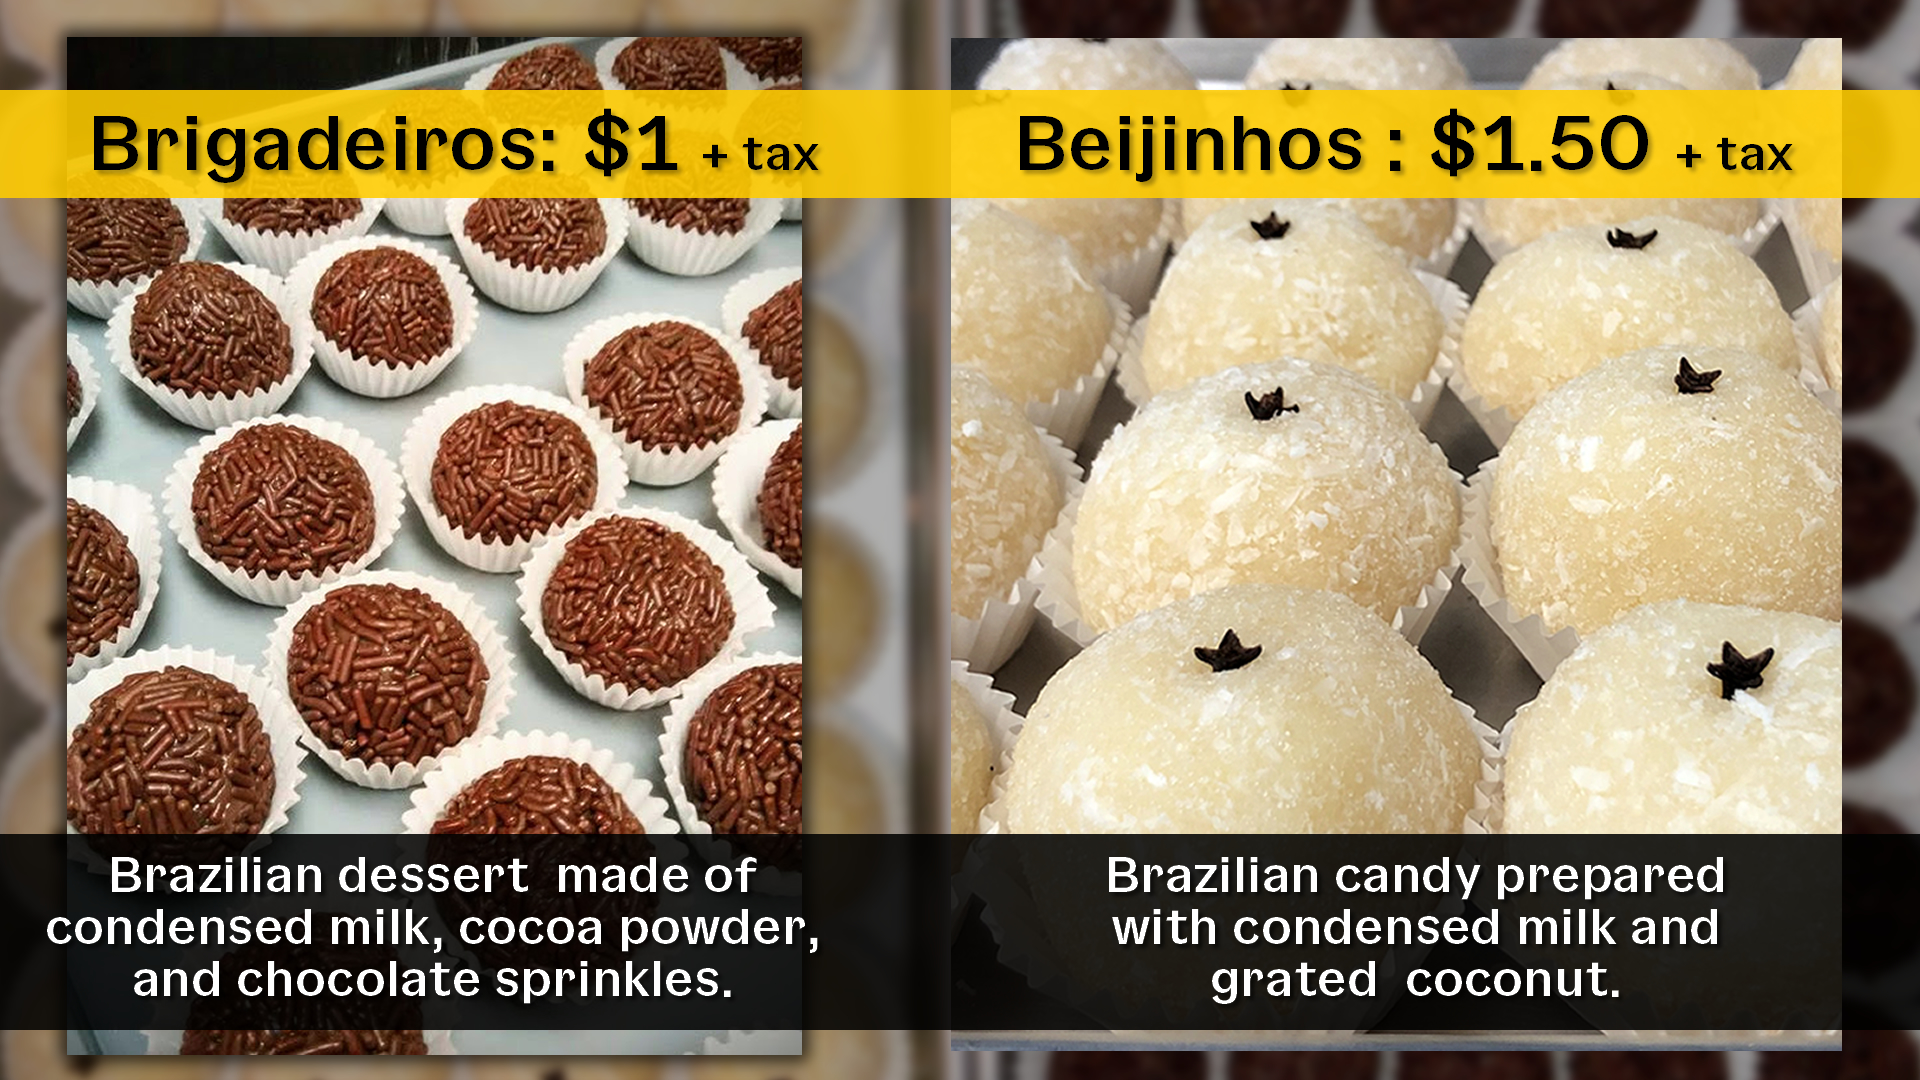 Brigadeiros: $1 + tax
Beijinhos : $1.50 + tax
Brazilian dessert  made of
condensed milk, cocoa powder,
and chocolate sprinkles.
Brazilian candy prepared
with condensed milk and
grated  coconut.